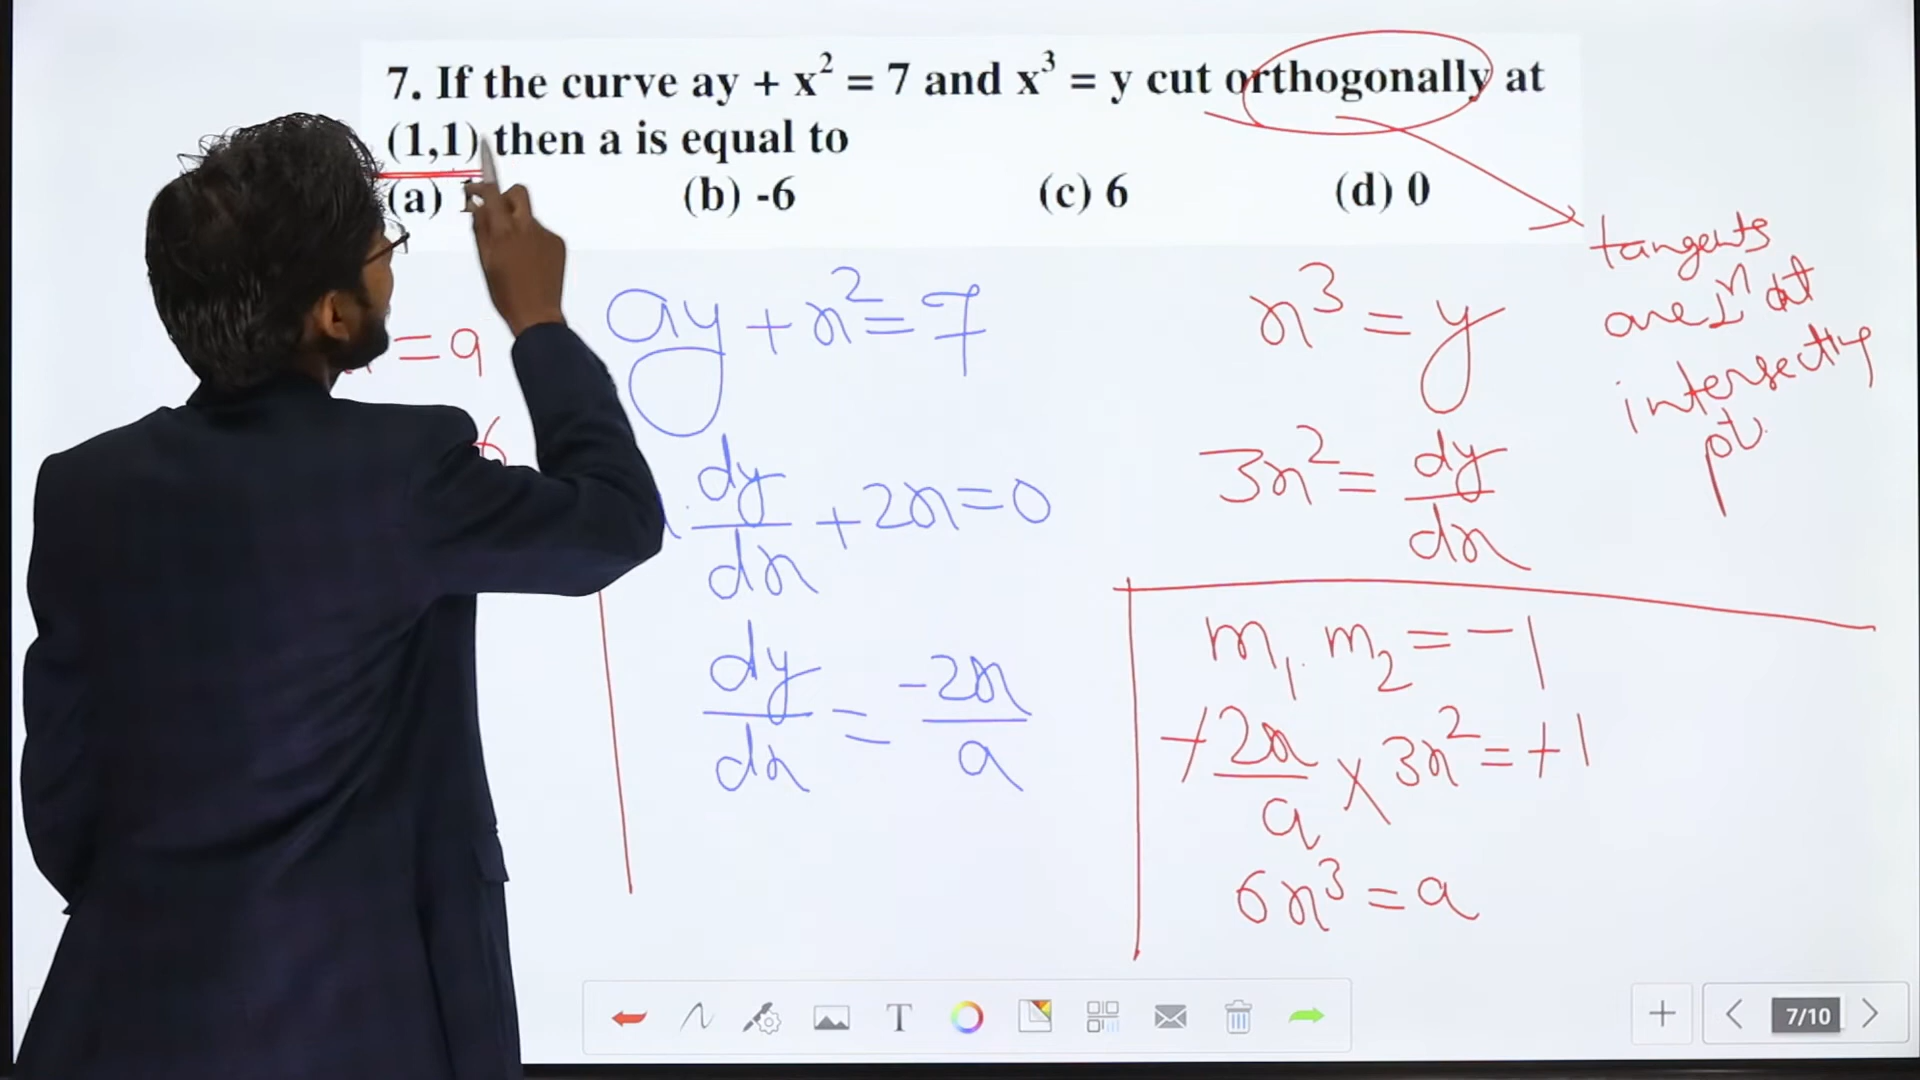 7. If the curve ay + x² = 7 and x³ = y cut orthogonally at
(1,1) then a is equal to
(a) 1 (b) -6 (c) 6 (d) 0
tangents
are ⊥ʳ at
intersecting
pt.
= a
6
ay + x² = 7
dy/dx + 2x = 0
dy/dx = -2x/a
x³ = y
3x² = dy/dx
m₁. m₂ = -1
+2x/a × 3x² = +1
6x³ = a
T
7/10